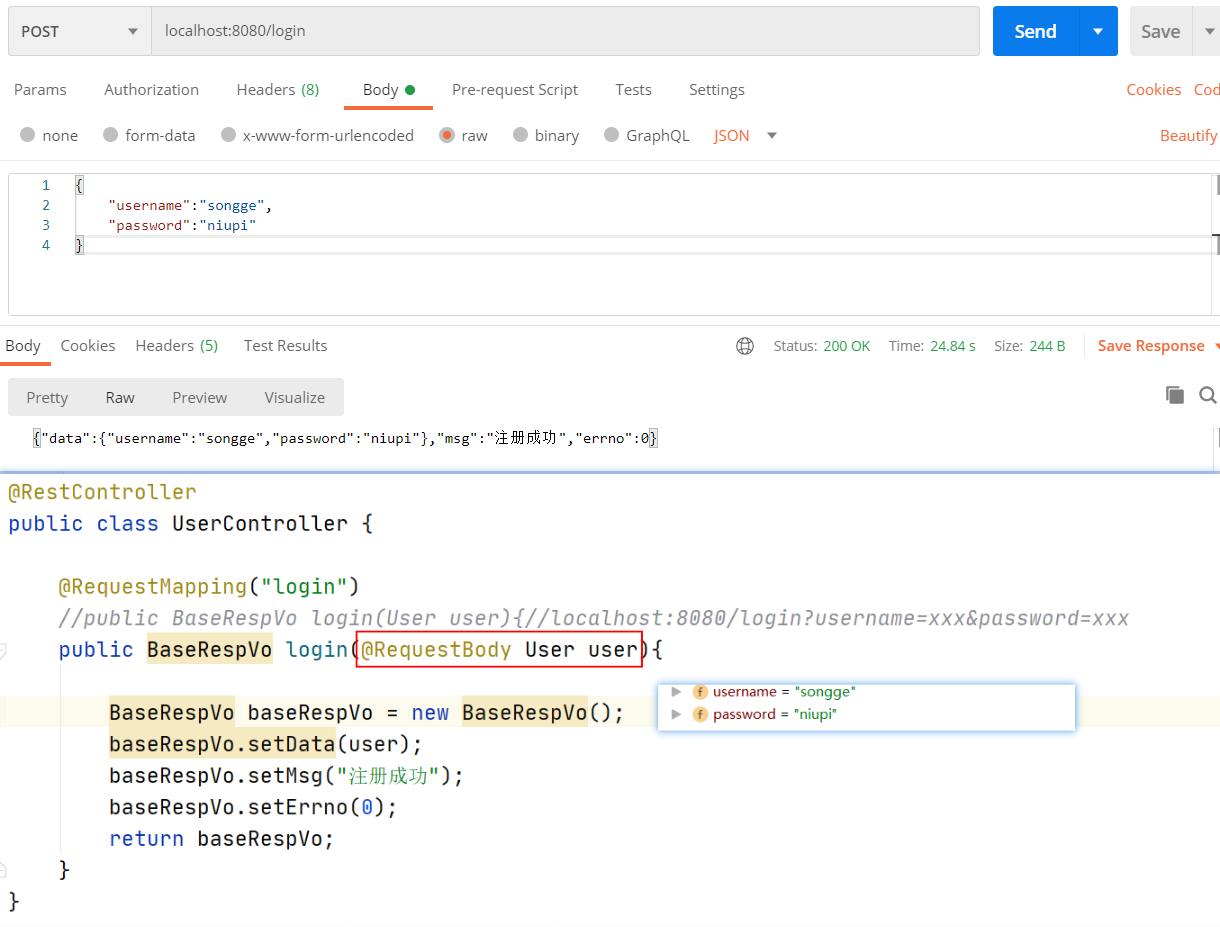 POST localhost:8080/login Send Save
Params Authorization Headers (8) Body Pre-request Script Tests Settings Cookies Cod
none form-data x-www-form-urlencoded raw binary GraphQL JSON Beautify
1 {
2 "username":"songge",
3 "password":"niupi"
4 }
Body Cookies Headers (5) Test Results Status: 200 OK Time: 24.84 s Size: 244 B Save Response
Pretty Raw Preview Visualize
{"data":{"username":"songge","password":"niupi"},"msg":"注册成功","errno":0}
@RestController
public class UserController {
@RequestMapping("login")
//public BaseRespVo login(User user){//localhost:8080/login?username=xxx&password=xxx
public BaseRespVo login(@RequestBody User user){
f username = "songge"
BaseRespVo baseRespVo = new BaseRespVo();
f password = "niupi"
baseRespVo.setData(user);
baseRespVo.setMsg("注册成功");
baseRespVo.setErrno(0);
return baseRespVo;
}
}